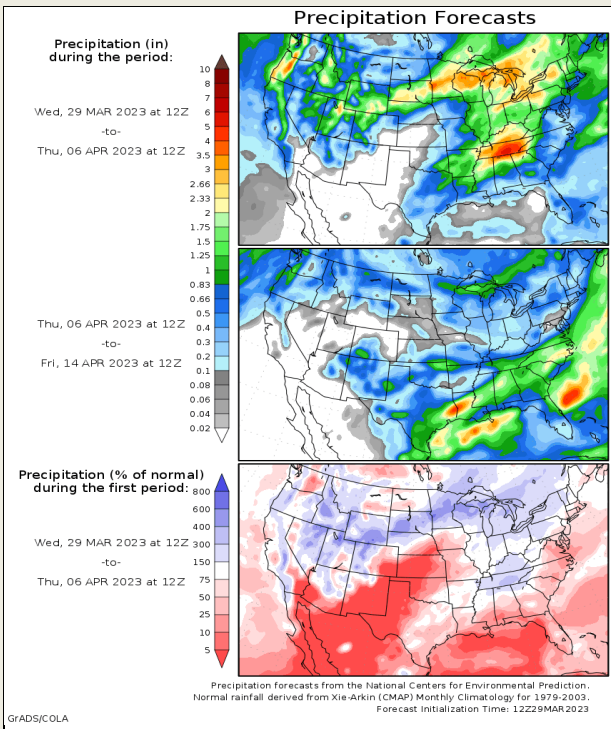 Precipitation Forecasts
Precipitation (in)
during the period:
Wed, 29 MAR 2023 at 12Z
-to-
Thu, 06 APR 2023 at 12Z
Thu, 06 APR 2023 at 12Z
-to-
Fri, 14 APR 2023 at 12Z
10
8
7
6
5
4
3.5
3
2.66
2.33
2
1.75
1.5
1.25
1
0.83
0.66
0.5
0.4
0.3
0.2
0.1
0.08
0.06
0.04
0.02
Precipitation (% of normal)
during the first period:
Wed, 29 MAR 2023 at 12Z
-to-
Thu, 06 APR 2023 at 12Z
800
600
400
300
150
75
50
25
10
5
Precipitation forecasts from the National Centers for Environmental Prediction.
Normal rainfall derived from Xie-Arkin (CMAP) Monthly Climatology for 1979-2003.
Forecast Initialization Time: 12Z29MAR2023
GrADS/COLA